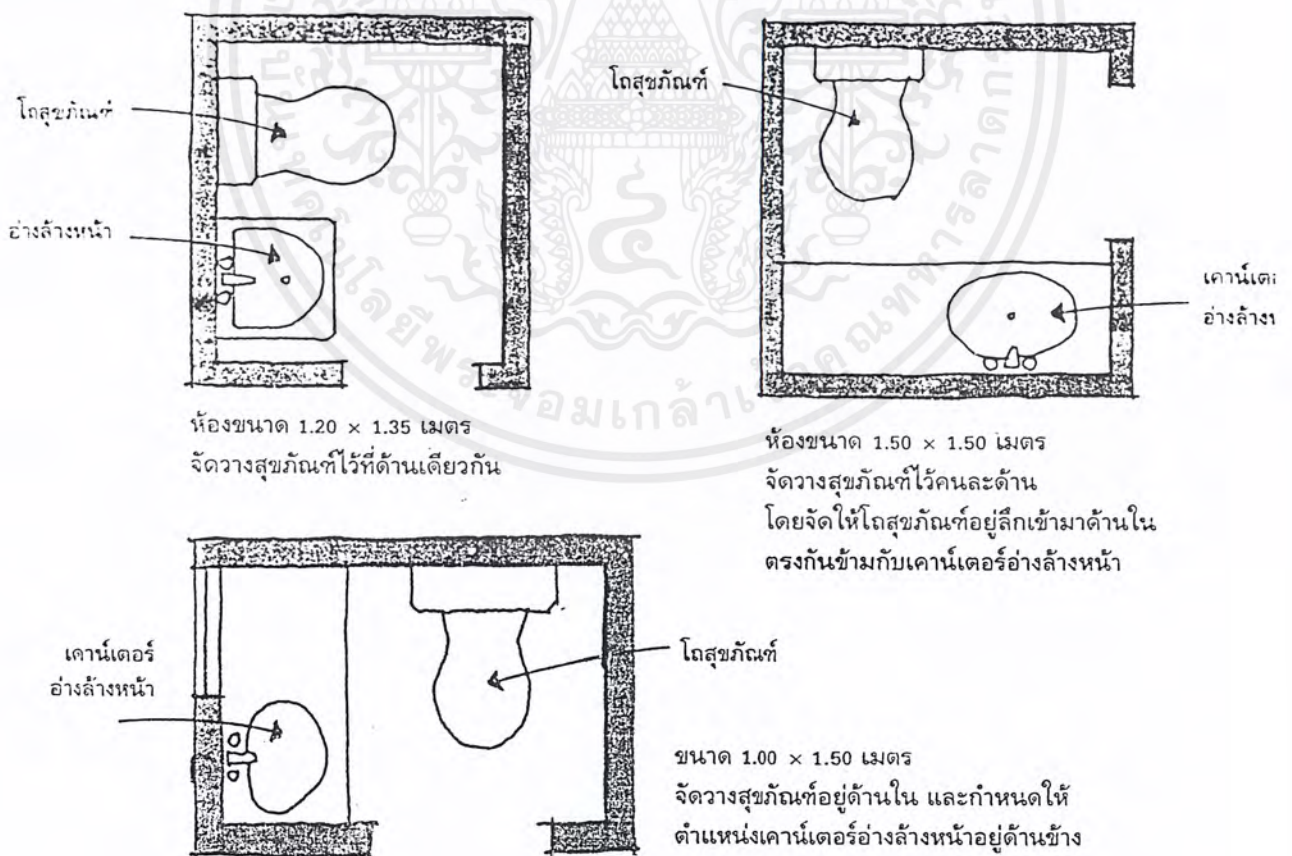 โถสุขภัณฑ์
อ่างล้างหน้า
ห้องขนาด 1.20 × 1.35 เมตร
จัดวางสุขภัณฑ์ไว้ที่ด้านเดียวกัน
โถสุขภัณฑ์
เคาน์เตอ
อ่างล้างห
ห้องขนาด 1.50 × 1.50 เมตร
จัดวางสุขภัณฑ์ไว้คนละด้าน
โดยจัดให้โถสุขภัณฑ์อยู่ลึกเข้ามาด้านใน
ตรงกันข้ามกับเคาน์เตอร์อ่างล้างหน้า
เคาน์เตอร์
อ่างล้างหน้า
โถสุขภัณฑ์
ขนาด 1.00 × 1.50 เมตร
จัดวางสุขภัณฑ์อยู่ด้านใน และกำหนดให้
ตำแหน่งเคาน์เตอร์อ่างล้างหน้าอยู่ด้านข้าง